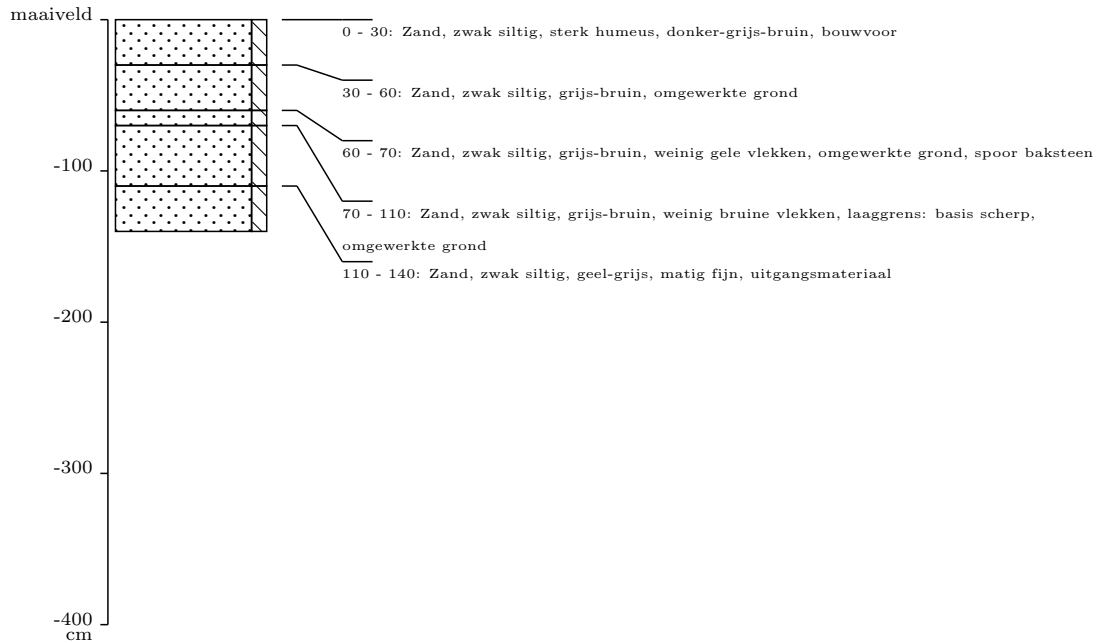 maaiveld
0 - 30: Zand, zwak siltig, sterk humeus, donker-grijs-bruin, bouwvoor
30 - 60: Zand, zwak siltig, grijs-bruin, omgewerkte grond
60 - 70: Zand, zwak siltig, grijs-bruin, weinig gele vlekken, omgewerkte grond, spoor baksteen
-100
70 - 110: Zand, zwak siltig, grijs-bruin, weinig bruine vlekken, laaggrens: basis scherp,
omgewerkte grond
110 - 140: Zand, zwak siltig, geel-grijs, matig fijn, uitgangsmateriaal
-200
-300
-400
cm